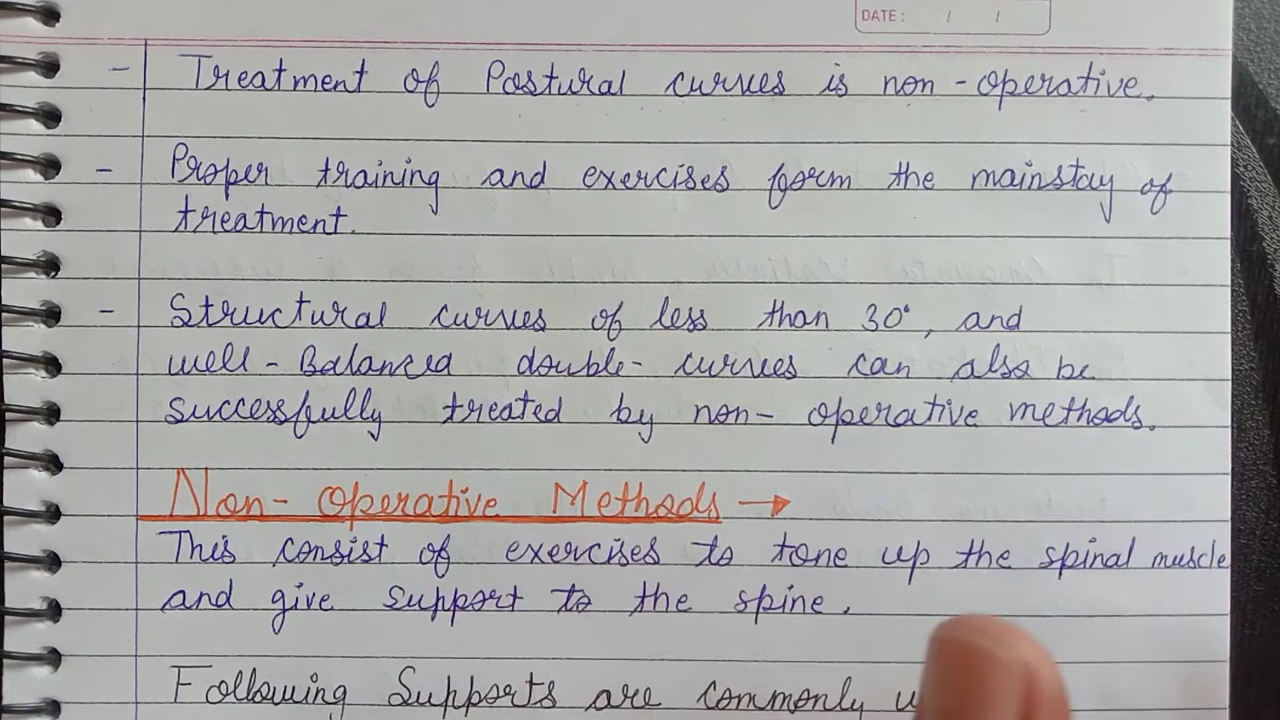 DATE : / /
- Treatment of Postural curves is non-operative.
- Proper training and exercises form the mainstay of
treatment.
- Structural curves of less than 30°, and
well-Balanced double-curves can also be
successfully treated by non-operative methods.
Non-Operative Methods →
This consist of exercises to tone up the spinal muscle
and give support to the spine.
Following Supports are commonly